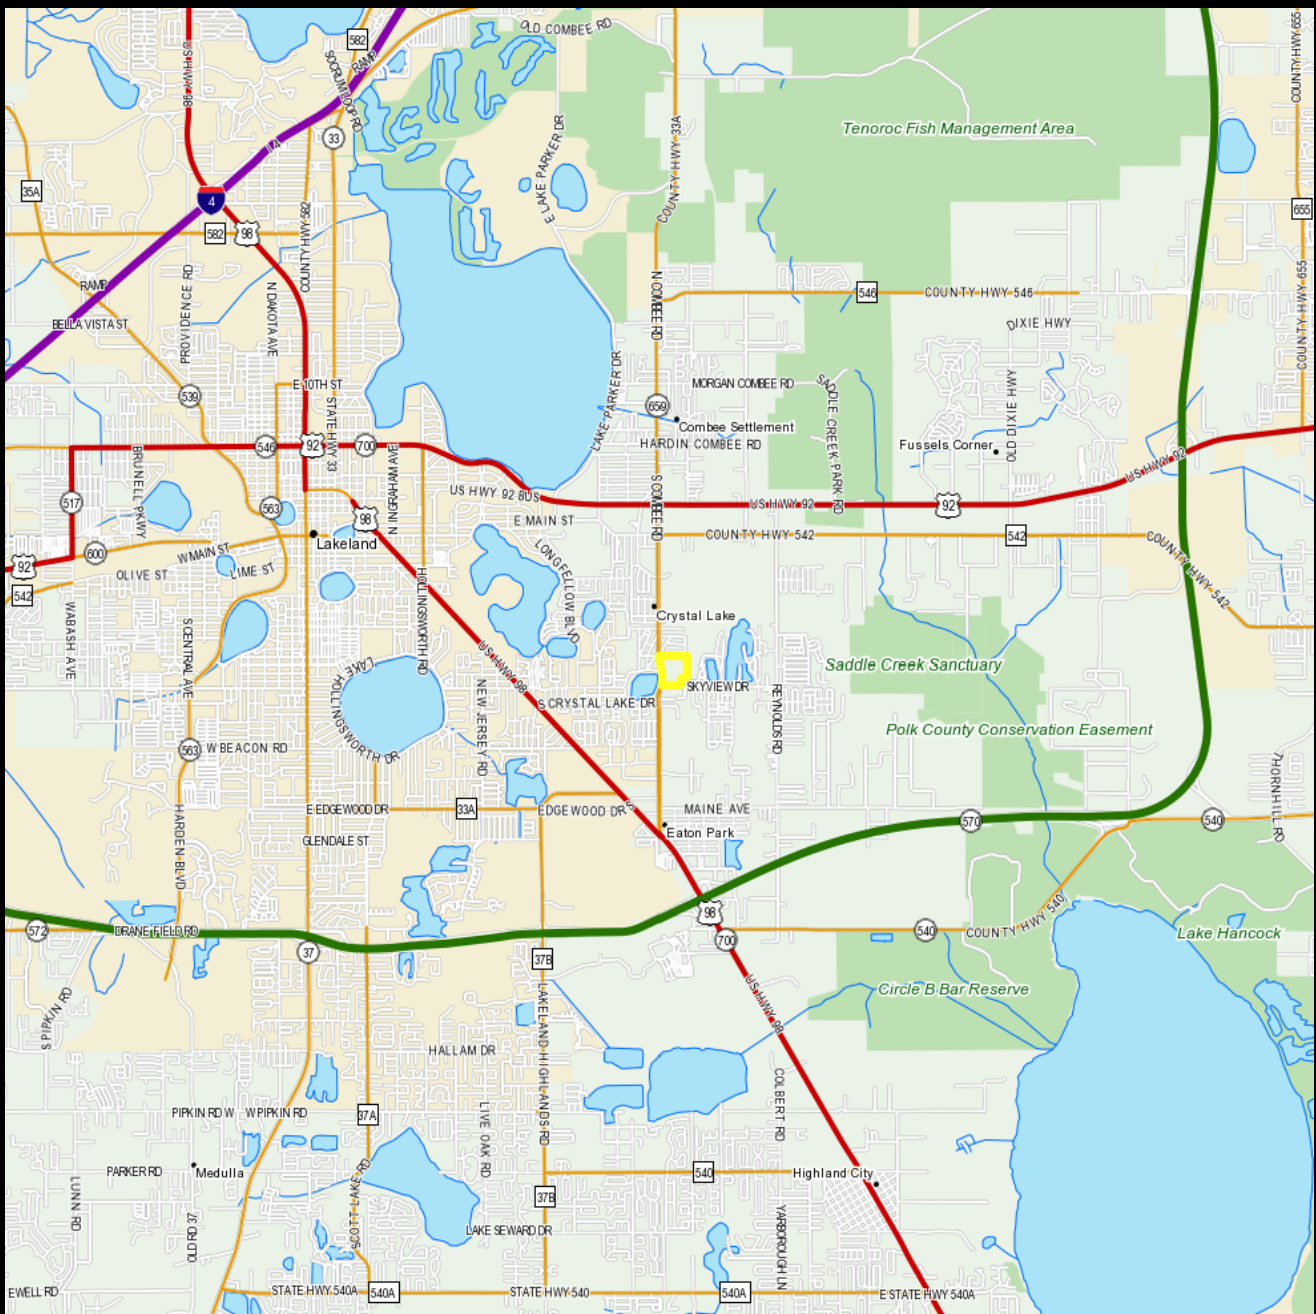 OLD COMBEE RD
582
RAMP
SOCRUM LOOP RD
US HWY 98
COUNTY HWY 655
33
I 4
COUNTY HWY 33A
Tenoroc Fish Management Area
E LAKE PARKER DR
35A
4
582
98
COUNTY HWY 582
655
RAMP
PROVIDENCE RD
N DAKOTA AVE
N COMBEE RD
546
COUNTY HWY 546
COUNTY HWY 655
BELLA VISTA ST
DIXIE HWY
E 10TH ST
539
STATE HWY 33
LAKE PARKER DR
MORGAN COMBEE RD
SADDLE CREEK PARK RD
OLD DIXIE HWY
659
Combee Settlement
HARDIN COMBEE RD
Fussels Corner
546
92
700
BRUNELL PKWY
N INGRAHAM AVE
US HWY 92
517
563
98
US HWY 92 BUS
S COMBEE RD
US HWY 92
92
E MAIN ST
COUNTY HWY 542
542
COUNTY HWY 542
Lakeland
600
W MAIN ST
92
OLIVE ST
LIME ST
542
LONGFELLOW BLVD
HOLLINGSWORTH RD
WABASH AVE
S CENTRAL AVE
Crystal Lake
US HWY 98
LAKE HOLLINGSWORTH DR
Saddle Creek Sanctuary
SKYVIEW DR
S CRYSTAL LAKE DR
NEW JERSEY RD
REYNOLDS RD
Polk County Conservation Easement
563
W BEACON RD
THORNHILL RD
E EDGEWOOD DR
33A
EDGEWOOD DR
S
MAINE AVE
HARDEN BLVD
GLENDALE ST
Eaton Park
570
540
98
572
DRANE FIELD RD
37
700
540
COUNTY HWY 540
Lake Hancock
37B
S PIPKIN RD
LAKELAND HIGHLANDS RD
US HWY 98
Circle B Bar Reserve
HALLAM DR
COLBERT RD
PIPKIN RD W
W PIPKIN RD
37A
LIVE OAK RD
PARKER RD
Medulla
540
Highland City
LUNN RD
OLD RD 37
SCOTT LAKE RD
37B
YARBOROUGH LN
LAKE SEWARD DR
EWELL RD
STATE HWY 540A
540A
STATE HWY 540
540A
E STATE HWY 540A